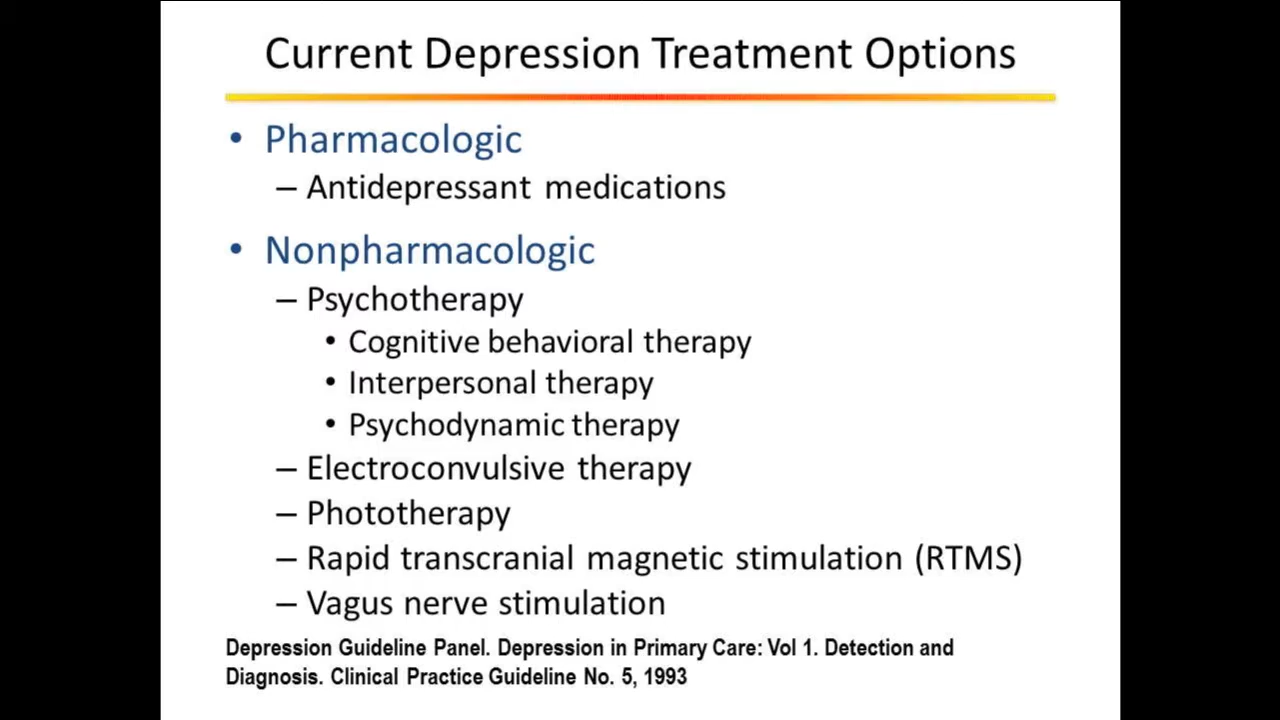 Current Depression Treatment Options
• Pharmacologic
– Antidepressant medications
• Nonpharmacologic
– Psychotherapy
• Cognitive behavioral therapy
• Interpersonal therapy
• Psychodynamic therapy
– Electroconvulsive therapy
– Phototherapy
– Rapid transcranial magnetic stimulation (RTMS)
– Vagus nerve stimulation
Depression Guideline Panel. Depression in Primary Care: Vol 1. Detection and
Diagnosis. Clinical Practice Guideline No. 5, 1993